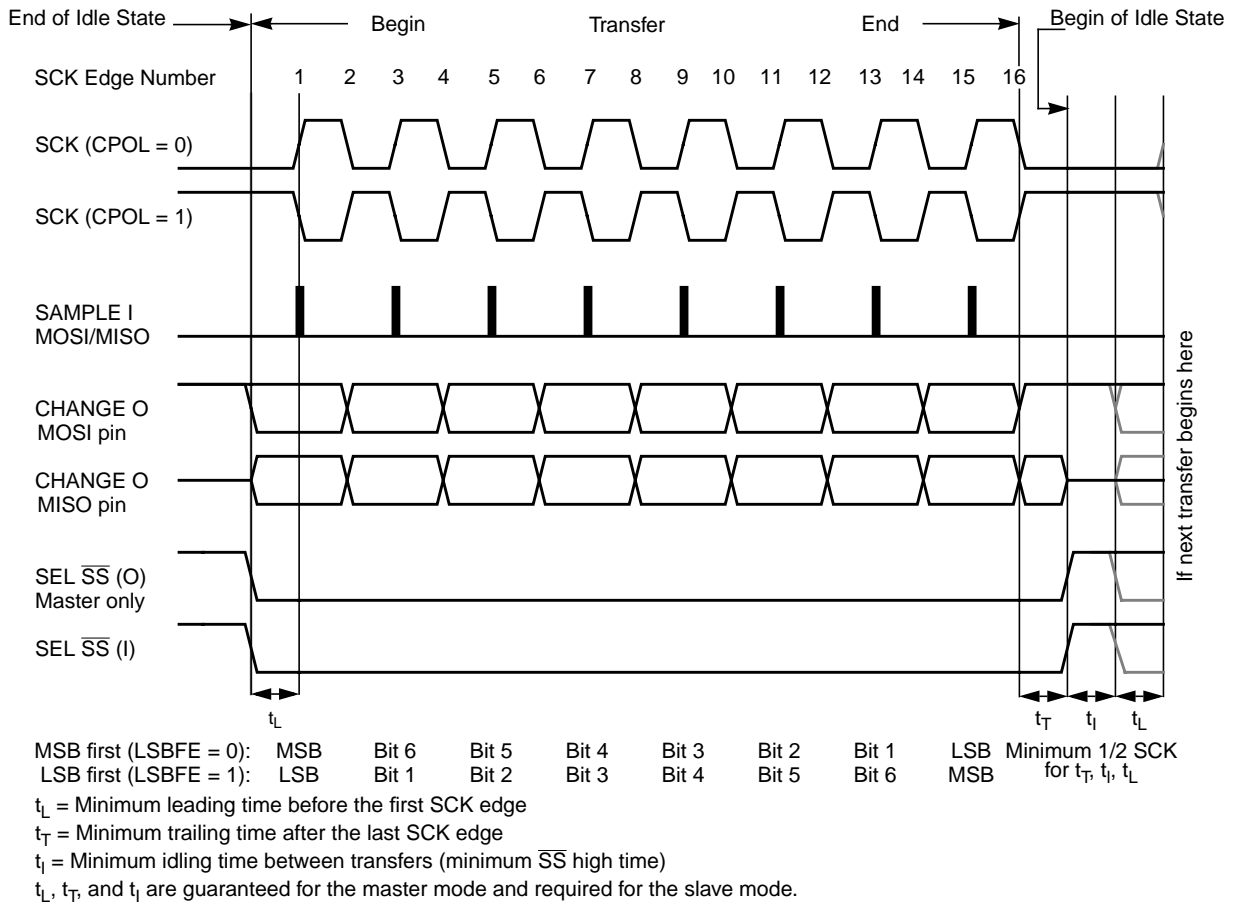 End of Idle State
Begin
Transfer
End
Begin of Idle State
SCK Edge Number
1 2 3 4 5 6 7 8 9 10 11 12 13 14 15 16
SCK (CPOL = 0)
SCK (CPOL = 1)
SAMPLE I
MOSI/MISO
CHANGE O
MOSI pin
CHANGE O
MISO pin
SEL S̅S̅ (O)
Master only
SEL S̅S̅ (I)
If next transfer begins here
tL
tT tI tL
MSB first (LSBFE = 0): MSB Bit 6 Bit 5 Bit 4 Bit 3 Bit 2 Bit 1 LSB
LSB first (LSBFE = 1): LSB Bit 1 Bit 2 Bit 3 Bit 4 Bit 5 Bit 6 MSB
Minimum 1/2 SCK
for tT, tI, tL
tL = Minimum leading time before the first SCK edge
tT = Minimum trailing time after the last SCK edge
tI = Minimum idling time between transfers (minimum S̅S̅ high time)
tL, tT, and tI are guaranteed for the master mode and required for the slave mode.